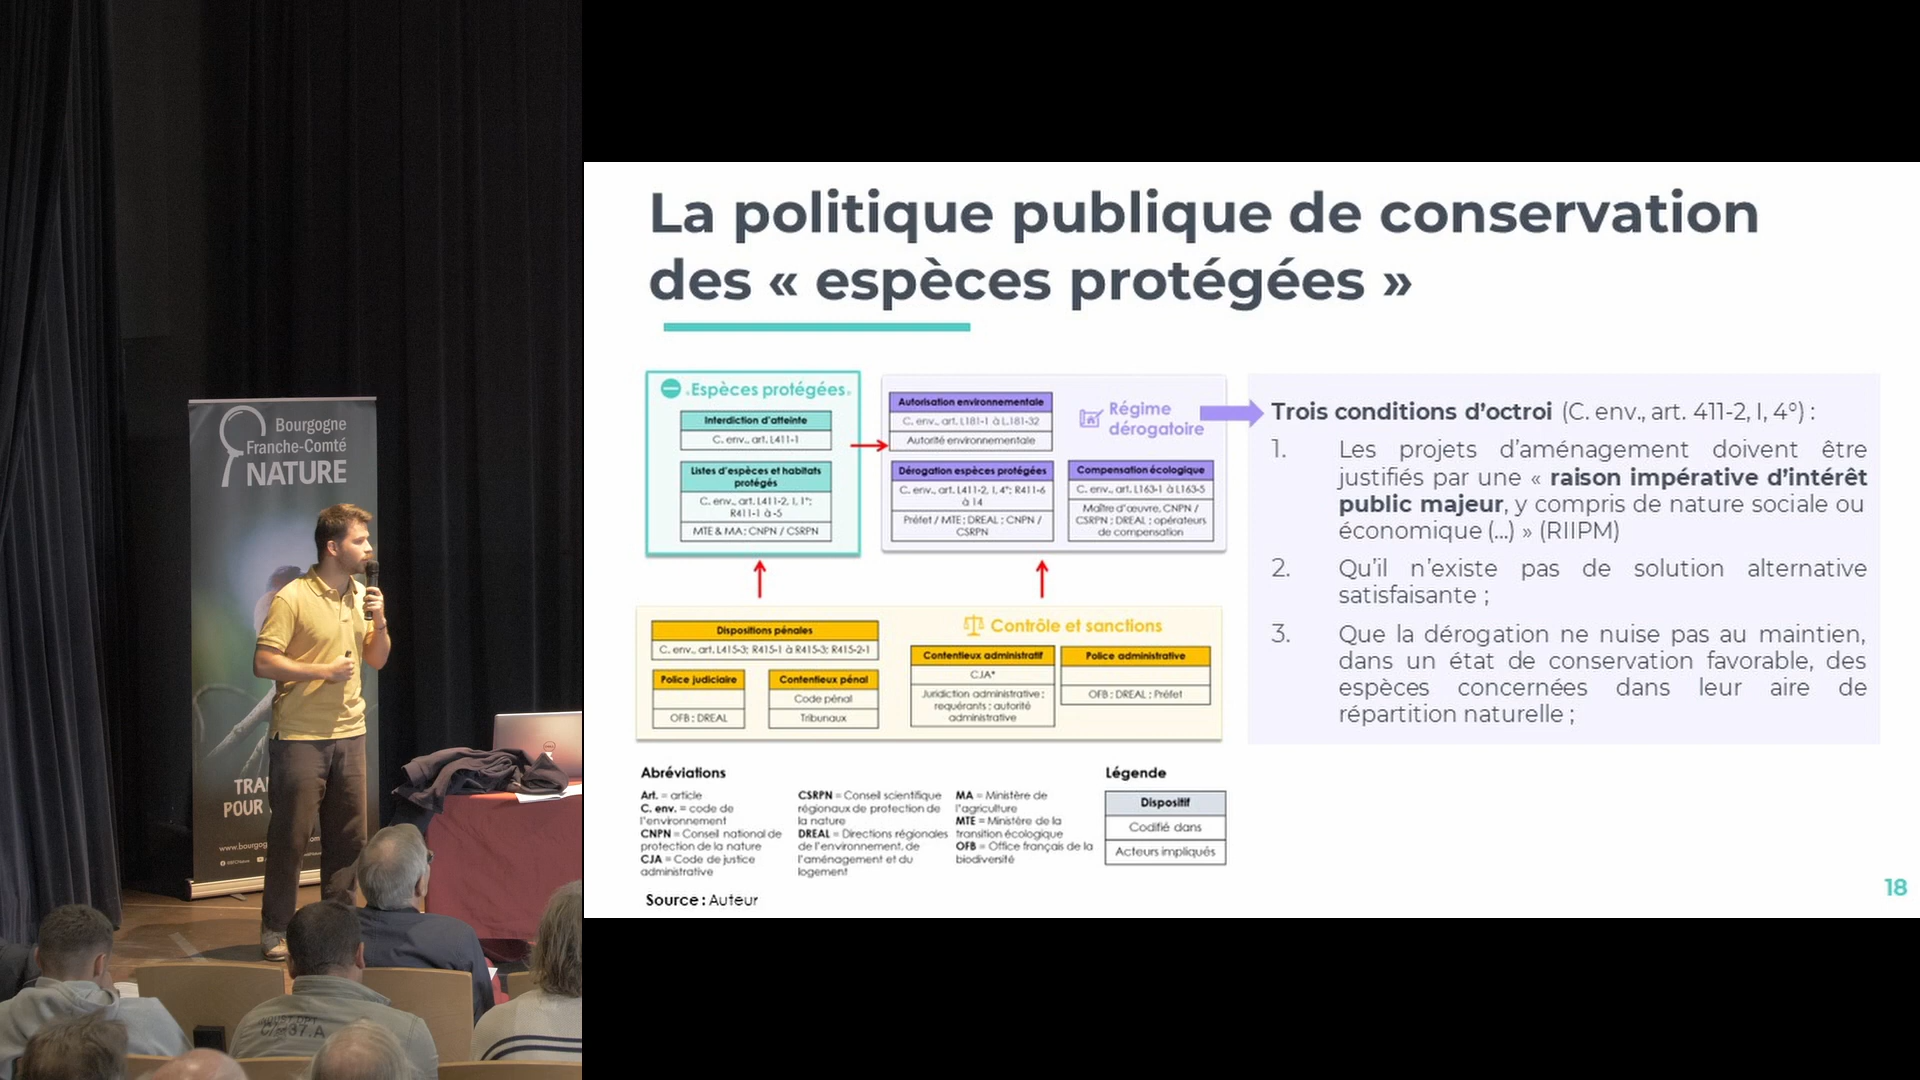 Bourgogne
Franche-Comté
NATURE
POUR
La politique publique de conservation
des « espèces protégées »
Espèces protégées
Interdiction d'atteinte
C. env., art. L411-1
Listes d'espèces et habitats
protégés
C. env., art. L411-2, I, 1°;
R411-1 à -5
MTE & MA; CNPN / CSRPN
Autorisation environnementale
C. env., art. L181-1 à L.181-32
Autorité environnementale
Régime
dérogatoire
Dérogation espèces protégées
C. env., art. L411-2, I, 4°; R411-6
à 14
Préfet / MTE ; DREAL ; CNPN /
CSRPN
Compensation écologique
C. env., art. L163-1 à L163-5
Maître d'œuvre, CNPN /
CSRPN ; DREAL ; opérateurs
de compensation
Trois conditions d'octroi (C. env., art. 411-2, I, 4°) :
1. Les projets d'aménagement doivent être
justifiés par une « raison impérative d'intérêt
public majeur, y compris de nature sociale ou
économique (...) » (RIIPM)
2. Qu'il n'existe pas de solution alternative
satisfaisante ;
3. Que la dérogation ne nuise pas au maintien,
dans un état de conservation favorable, des
espèces concernées dans leur aire de
répartition naturelle ;
Contrôle et sanctions
Dispositions pénales
C. env., art. L415-3; R415-1 à R415-3; R415-2-1
Police judiciaire
OFB ; DREAL
Contentieux pénal
Code pénal
Tribunaux
Contentieux administratif
CJA*
Juridiction administrative ;
requérants ; autorité
administrative
Police administrative
OFB ; DREAL ; Préfet
Abréviations
Art. = article
C. env. = code de
l'environnement
CNPN = Conseil national de
protection de la nature
CJA = Code de justice
administrative
CSRPN = Conseil scientifique
régionaux de protection de
la nature
DREAL = Directions régionales
de l'environnement, de
l'aménagement et du
logement
MA = Ministère de
l'agriculture
MTE = Ministère de la
transition écologique
OFB = Office français de la
biodiversité
Légende
Dispositif
Codifié dans
Acteurs impliqués
Source : Auteur
18